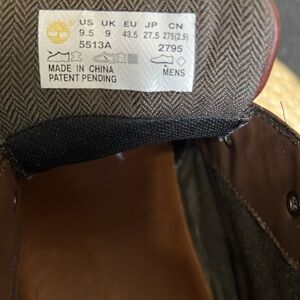 US UK EU JP CN
9.5 9 43.5 27.5 275(2.5)
5513A 2795
MADE IN CHINA MENS
PATENT PENDING